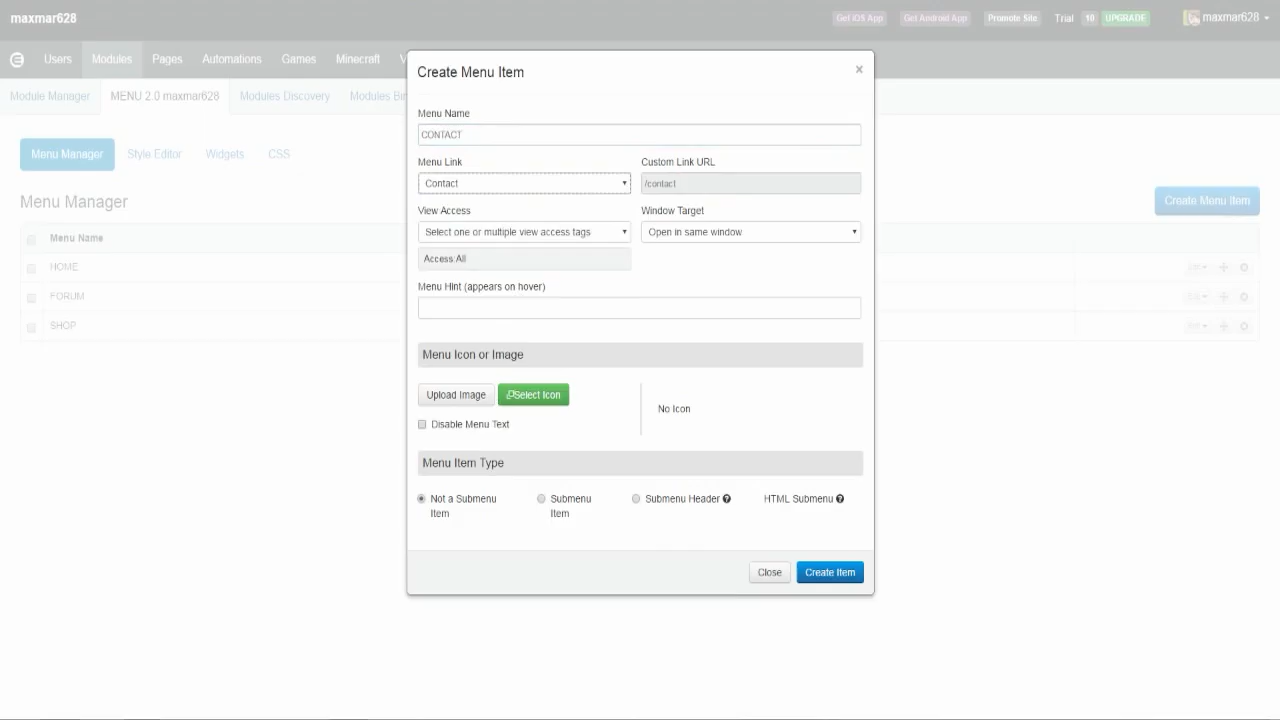 maxmar628
Get iOS App Get Android App Promote Site Trial 10 UPGRADE maxmar628
Users Modules Pages Automations Games Minecraft
Module Manager MENU 2.0 maxmar628 Modules Discovery Modules
Menu Manager Style Editor Widgets CSS
Menu Manager
Create Menu Item
Menu Name
HOME
FORUM
SHOP
Create Menu Item ×
Menu Name
CONTACT
Menu Link Custom Link URL
Contact /contact
View Access Window Target
Select one or multiple view access tags Open in same window
Access:All
Menu Hint (appears on hover)
Menu Icon or Image
Upload Image Select Icon
No Icon
Disable Menu Text
Menu Item Type
Not a Submenu Item Submenu Item Submenu Header HTML Submenu
Close Create Item